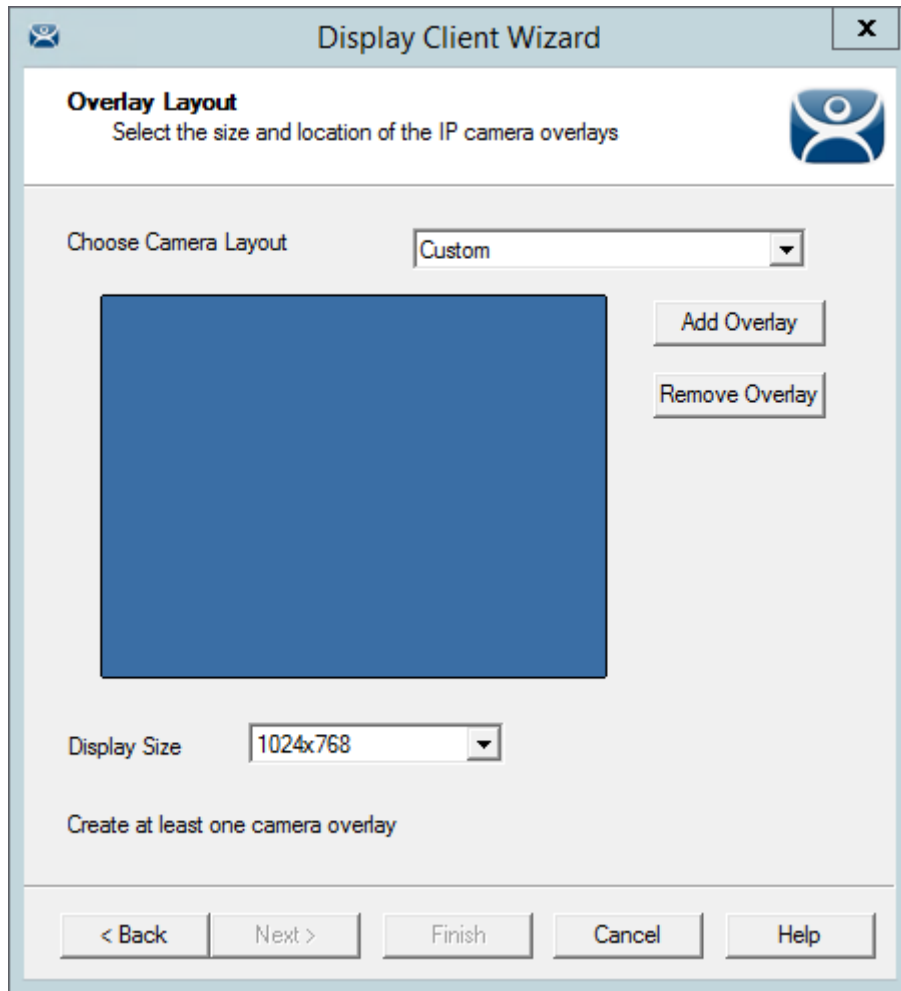 Display Client Wizard
x
Overlay Layout
Select the size and location of the IP camera overlays
Choose Camera Layout
Custom
Add Overlay
Remove Overlay
Display Size
1024x768
Create at least one camera overlay
< Back
Next >
Finish
Cancel
Help